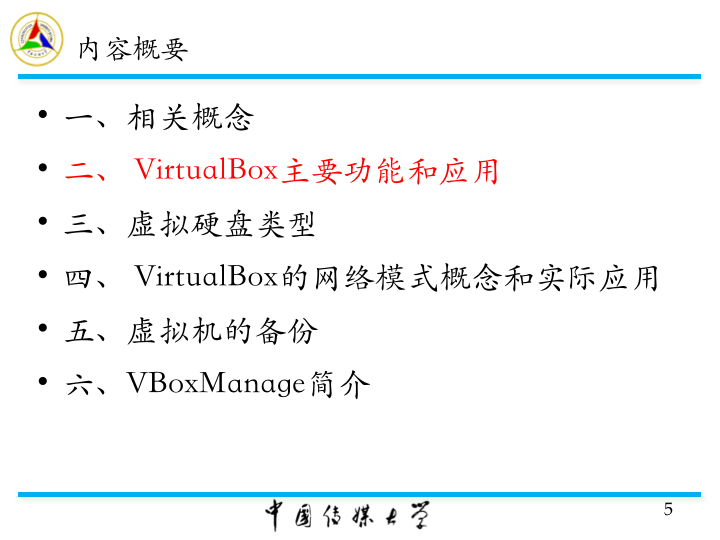 内容概要
• 一、相关概念
• 二、 VirtualBox主要功能和应用
• 三、虚拟硬盘类型
• 四、 VirtualBox的网络模式概念和实际应用
• 五、虚拟机的备份
• 六、VBoxManage简介
中国传媒大学
5